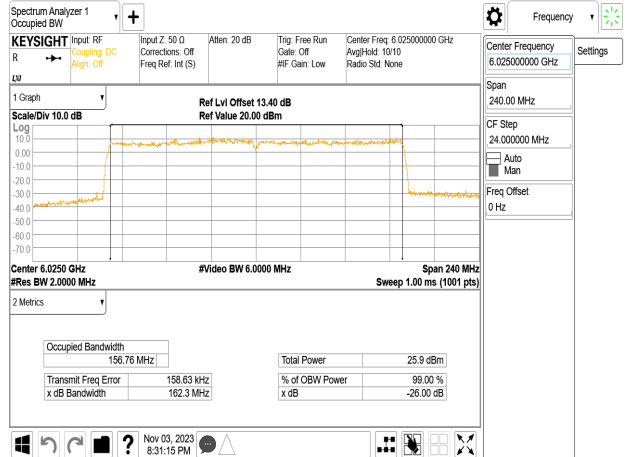 Spectrum Analyzer 1
Occupied BW
KEYSIGHT
R
LXI
Input: RF
Coupling: DC
Align: Off
Input Z: 50 Ω
Corrections: Off
Freq Ref: Int (S)
Atten: 20 dB
Trig: Free Run
Gate: Off
#IF Gain: Low
Center Freq: 6.025000000 GHz
Avg|Hold: 10/10
Radio Std: None
Frequency
Center Frequency
6.025000000 GHz
Settings
Span
240.00 MHz
CF Step
24.000000 MHz
Auto
Man
Freq Offset
0 Hz
1 Graph
Scale/Div 10.0 dB
Ref Lvl Offset 13.40 dB
Ref Value 20.00 dBm
Log
10.0
0.00
-10.0
-20.0
-30.0
-40.0
-50.0
-60.0
-70.0
Center 6.0250 GHz
#Video BW 6.0000 MHz
Span 240 MHz
#Res BW 2.0000 MHz
Sweep 1.00 ms (1001 pts)
2 Metrics
Occupied Bandwidth
156.76 MHz
Total Power 25.9 dBm
Transmit Freq Error 158.63 kHz
% of OBW Power 99.00 %
x dB Bandwidth 162.3 MHz
x dB -26.00 dB
?
Nov 03, 2023
8:31:15 PM